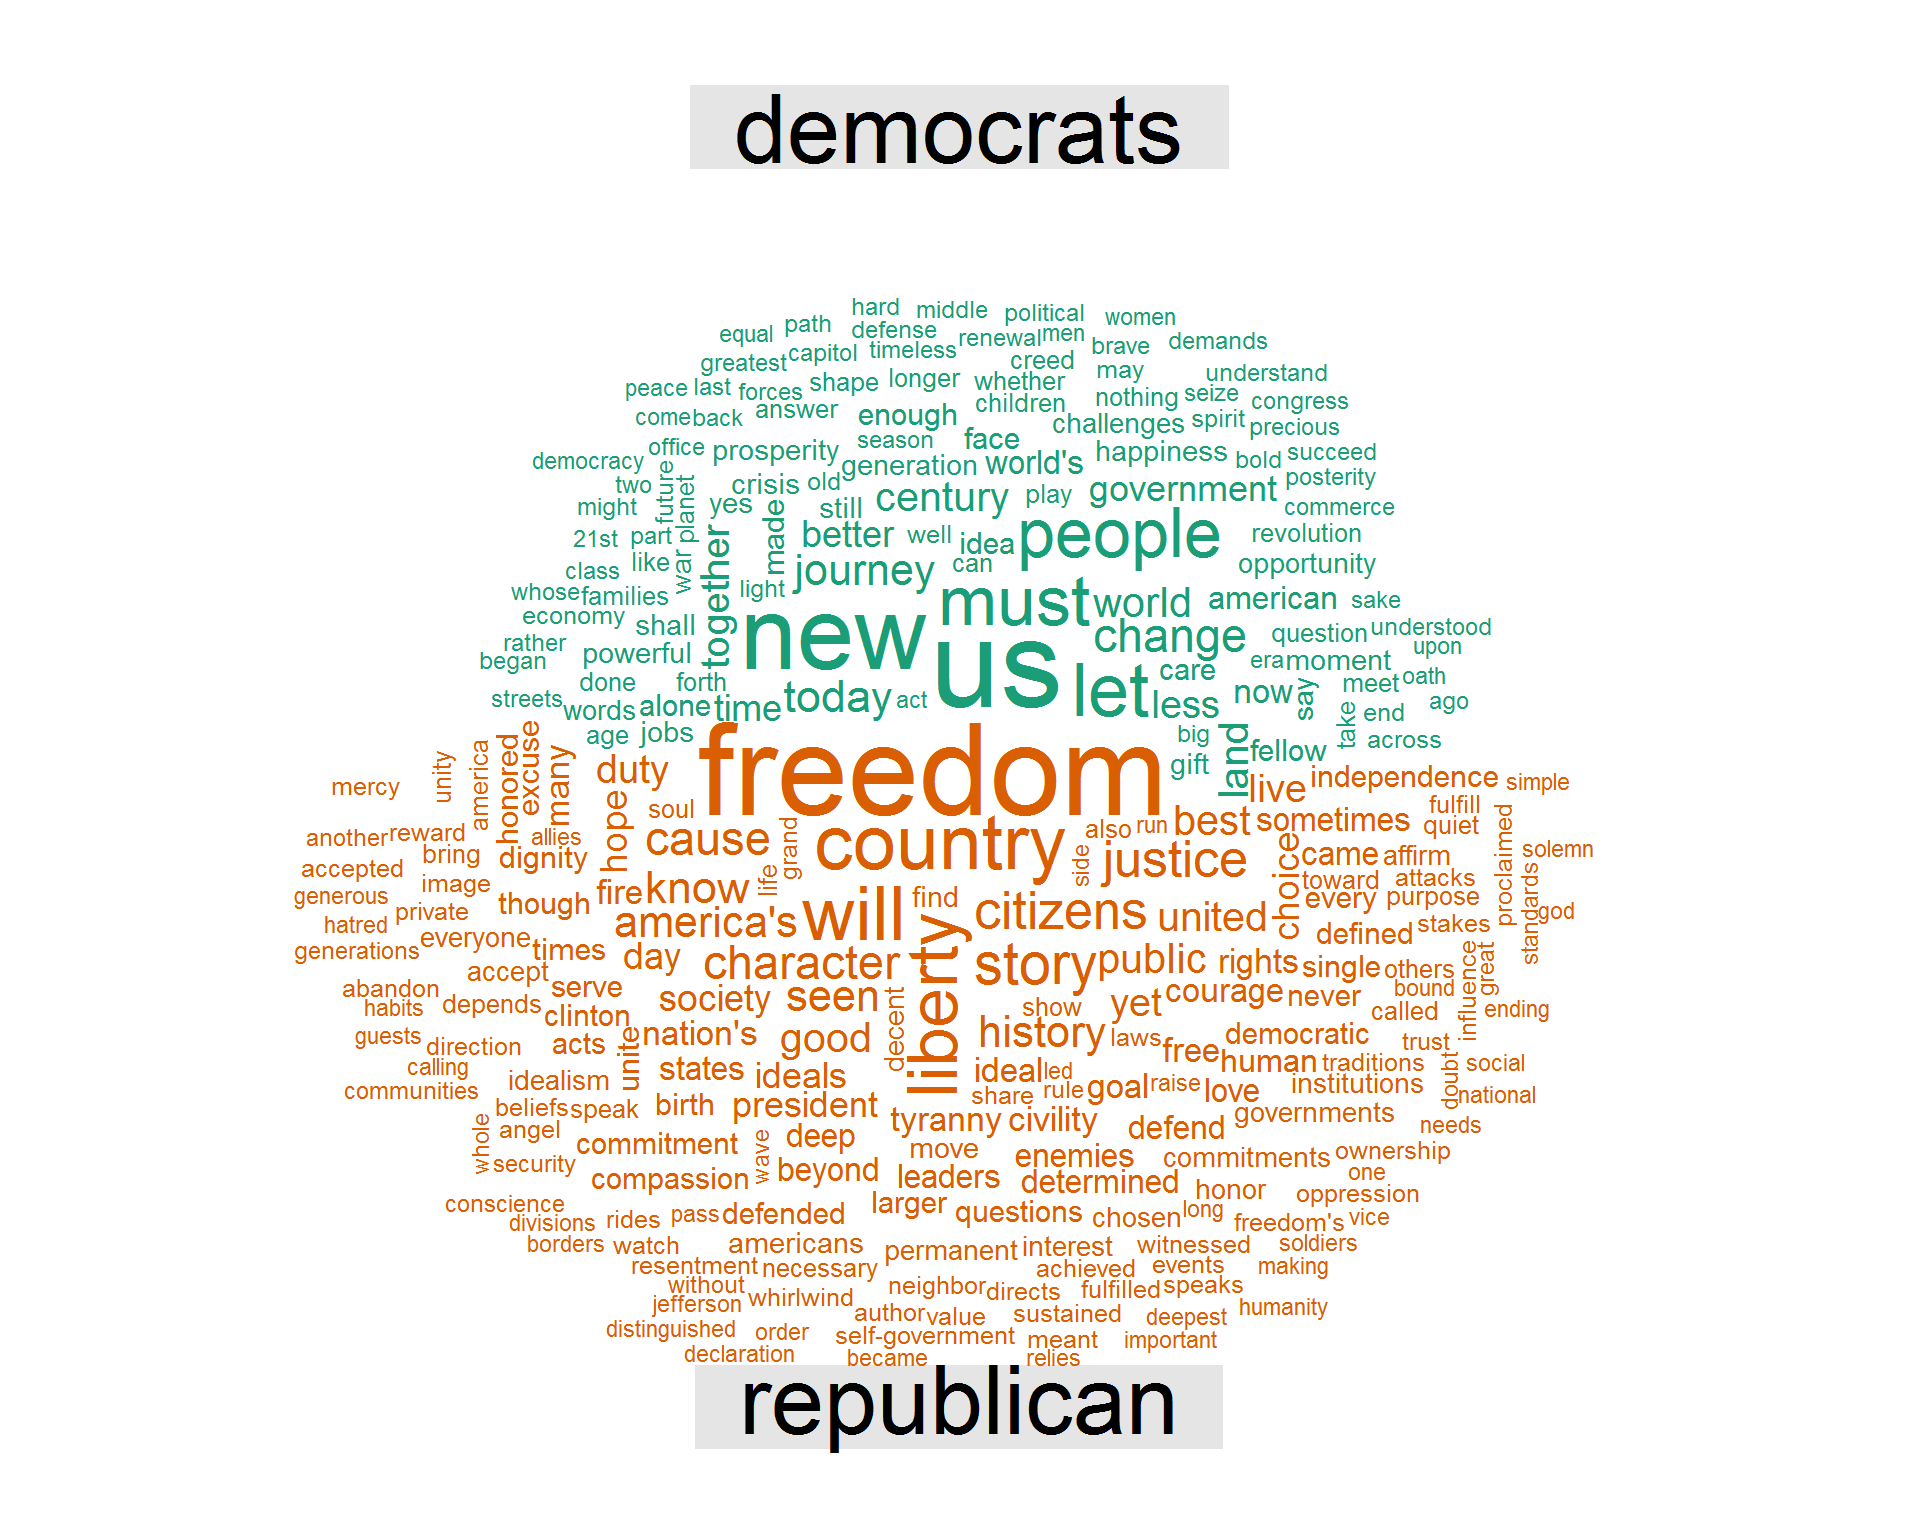 democrats
hard middle political women
equal path defense renewal men brave demands
greatest capitol timeless creed may understand
peace last forces shape longer whether nothing seize congress
come back answer enough children challenges spirit precious
office prosperity season face happiness bold succeed
democracy generation world's posterity
two future planet crisis old century play government commerce
might yes still people revolution
21st part made better well idea opportunity
class like war together journey can
whose families light must world american sake
economy shall new us change question understood
rather powerful upon
began done forth today act let care era moment oath
streets words alone time less now say meet ago
age jobs take end across
big land fellow
gift
freedom
mercy unity america honored excuse many duty live independence simple
another reward allies hope soul also run best sometimes fulfill quiet proclaimed
accepted bring dignity cause grand country side justice choice came affirm solemn
generous image fire know life find toward attacks
hatred private though will citizens united every purpose stakes standards god
generations everyone times america's liberty defined
accept day character story public rights single others influence great
abandon serve society seen decent show yet courage never bound
habits depends clinton called ending
guests direction acts unite nation's good history laws democratic trust
calling states ideals ideal led free human traditions doubt social
communities idealism birth president share rule goal raise love institutions national
beliefs speak governments
whole angel commitment wave deep tyranny civility defend needs
security compassion beyond move enemies commitments ownership
leaders determined honor one
conscience larger oppression
divisions rides pass defended questions chosen long freedom's vice
borders watch americans permanent interest witnessed soldiers
resentment necessary achieved events making
without neighbor directs fulfilled speaks
jefferson whirlwind author value sustained deepest humanity
distinguished order self-government meant important
declaration became relies
republican